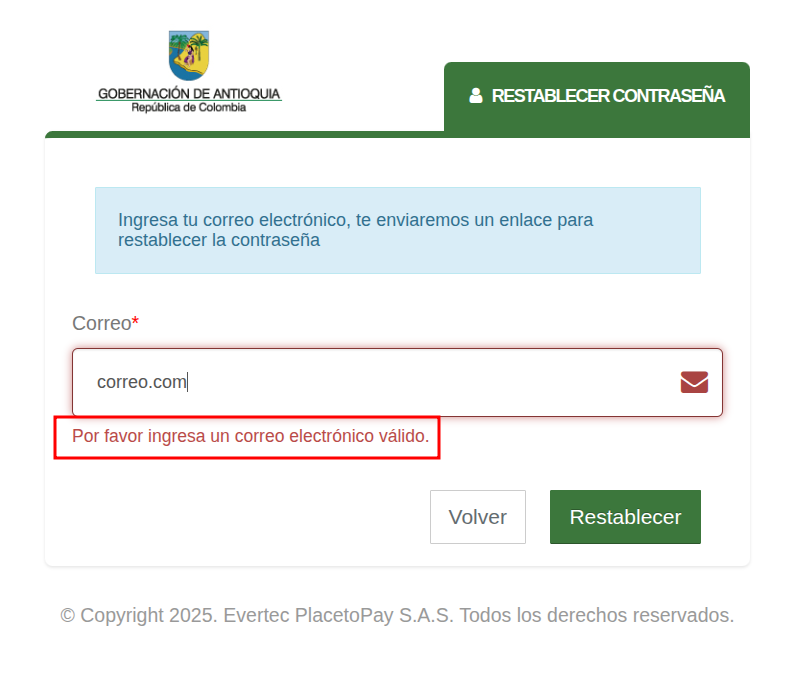 GOBERNACIÓN DE ANTIOQUIA
República de Colombia
RESTABLECER CONTRASEÑA
Ingresa tu correo electrónico, te enviaremos un enlace para
restablecer la contraseña
Correo*
correo.com
Por favor ingresa un correo electrónico válido.
Volver
Restablecer
© Copyright 2025. Evertec PlacetoPay S.A.S. Todos los derechos reservados.